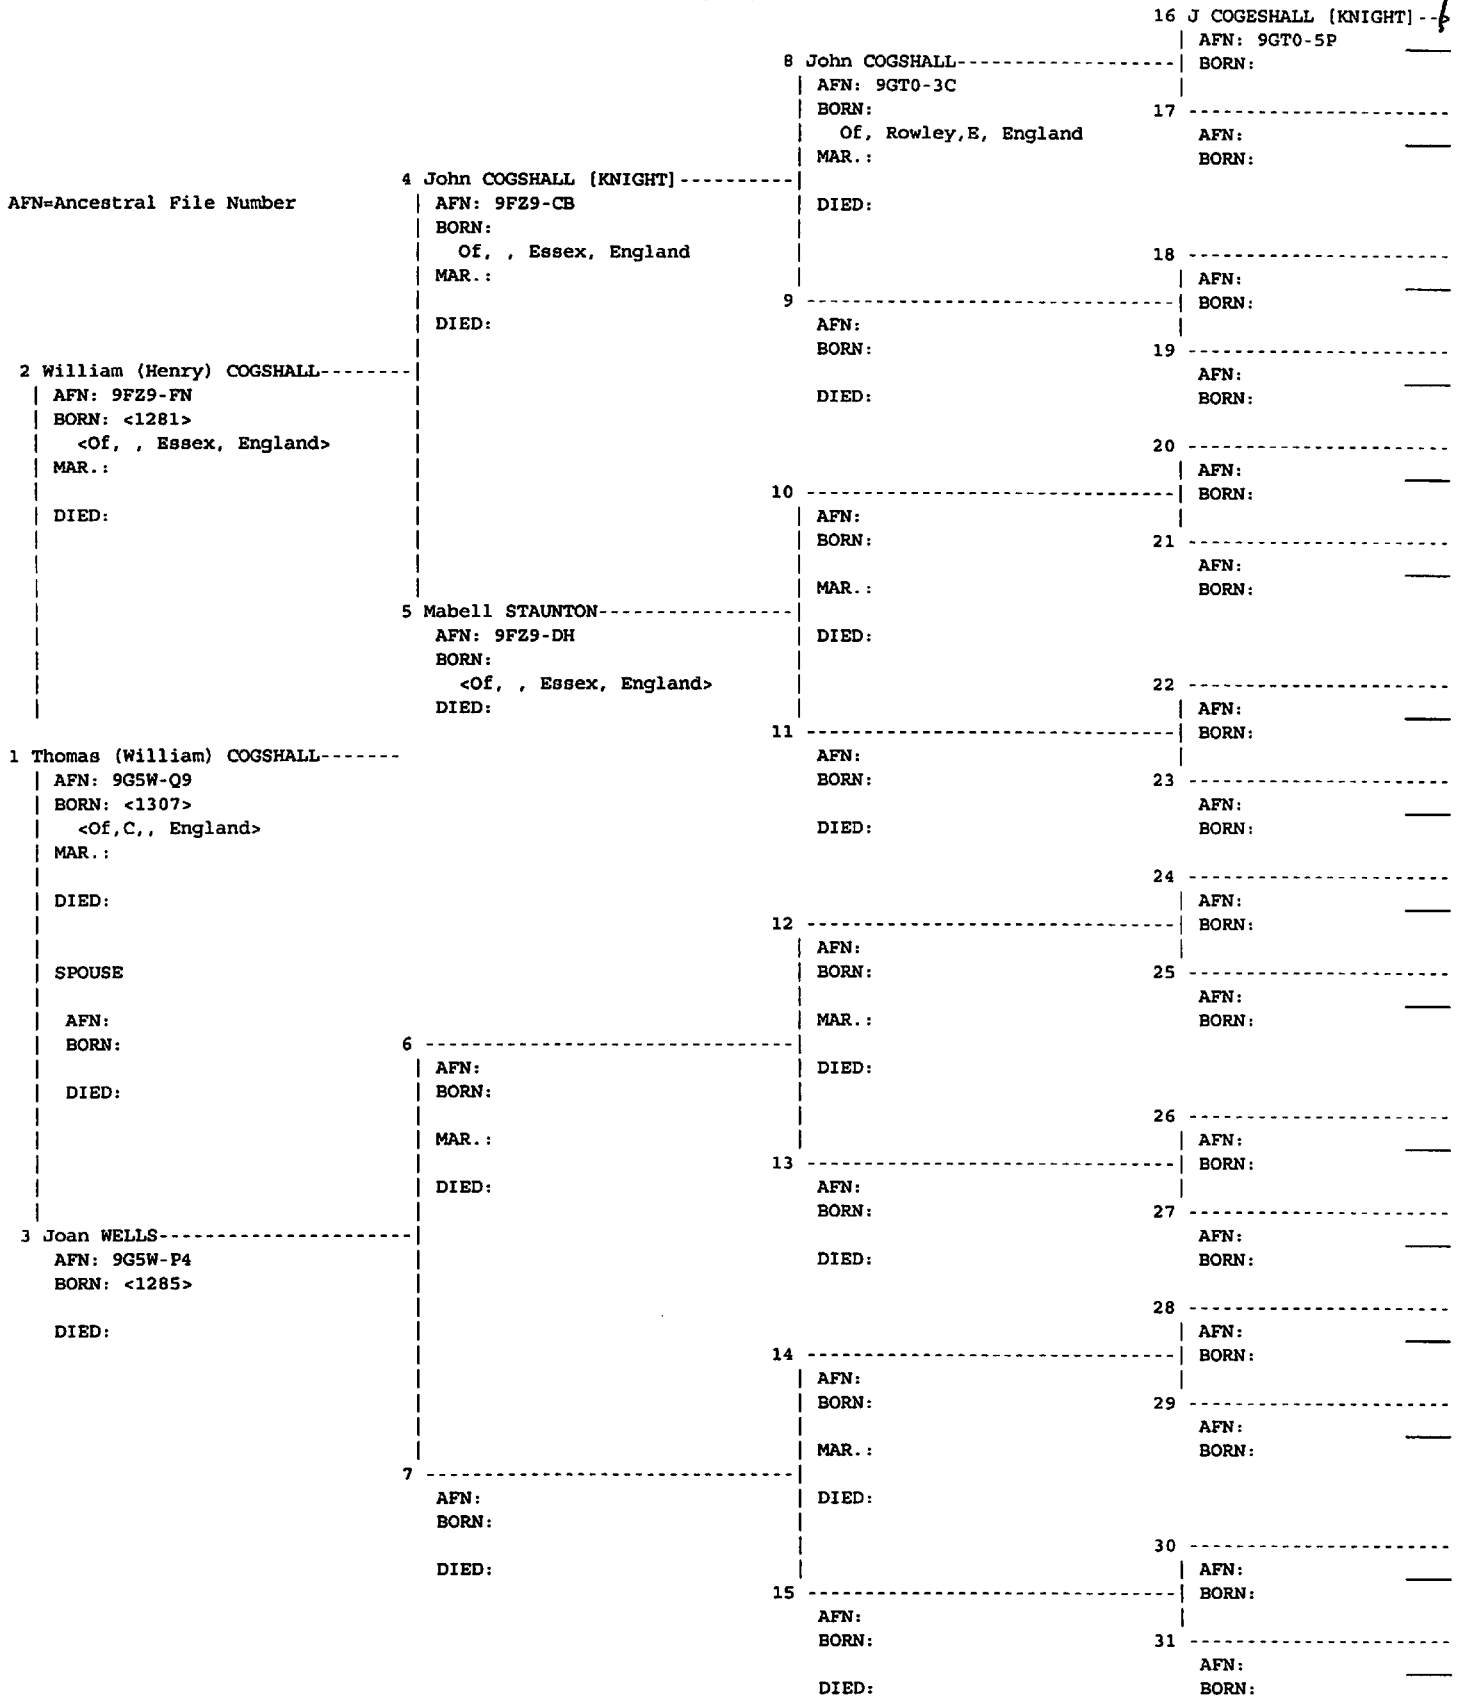 16 J COGESHALL [KNIGHT]
AFN: 9GT0-5P
BORN:
8 John COGSHALL
AFN: 9GT0-3C
BORN:
Of, Rowley,E, England
MAR.:
DIED:
17
AFN:
BORN:
4 John COGSHALL [KNIGHT]
AFN: 9FZ9-CB
BORN:
Of, , Essex, England
MAR.:
DIED:
AFN=Ancestral File Number
18
AFN:
BORN:
9
AFN:
BORN:
DIED:
19
AFN:
BORN:
2 William (Henry) COGSHALL
AFN: 9FZ9-FN
BORN: <1281>
<Of, , Essex, England>
MAR.:
DIED:
20
AFN:
BORN:
10
AFN:
BORN:
MAR.:
DIED:
21
AFN:
BORN:
5 Mabell STAUNTON
AFN: 9FZ9-DH
BORN:
<Of, , Essex, England>
DIED:
22
AFN:
BORN:
11
AFN:
BORN:
DIED:
23
AFN:
BORN:
1 Thomas (William) COGSHALL
AFN: 9G5W-Q9
BORN: <1307>
<Of,C,, England>
MAR.:
DIED:
SPOUSE
AFN:
BORN:
DIED:
24
AFN:
BORN:
12
AFN:
BORN:
MAR.:
DIED:
25
AFN:
BORN:
6
AFN:
BORN:
MAR.:
DIED:
26
AFN:
BORN:
13
AFN:
BORN:
DIED:
27
AFN:
BORN:
3 Joan WELLS
AFN: 9G5W-P4
BORN: <1285>
DIED:
28
AFN:
BORN:
14
AFN:
BORN:
MAR.:
DIED:
29
AFN:
BORN:
7
AFN:
BORN:
DIED:
30
AFN:
BORN:
15
AFN:
BORN:
DIED:
31
AFN:
BORN: